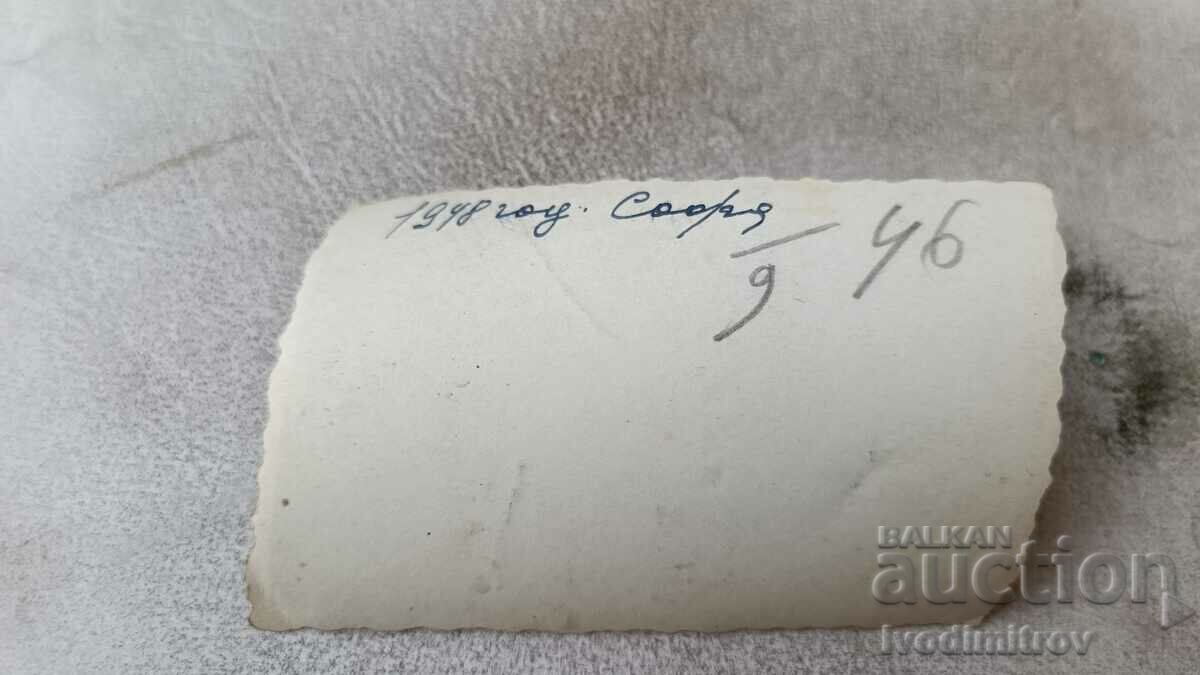 1948 год. София
46
9
BALKAN
auction
ivodimitrov